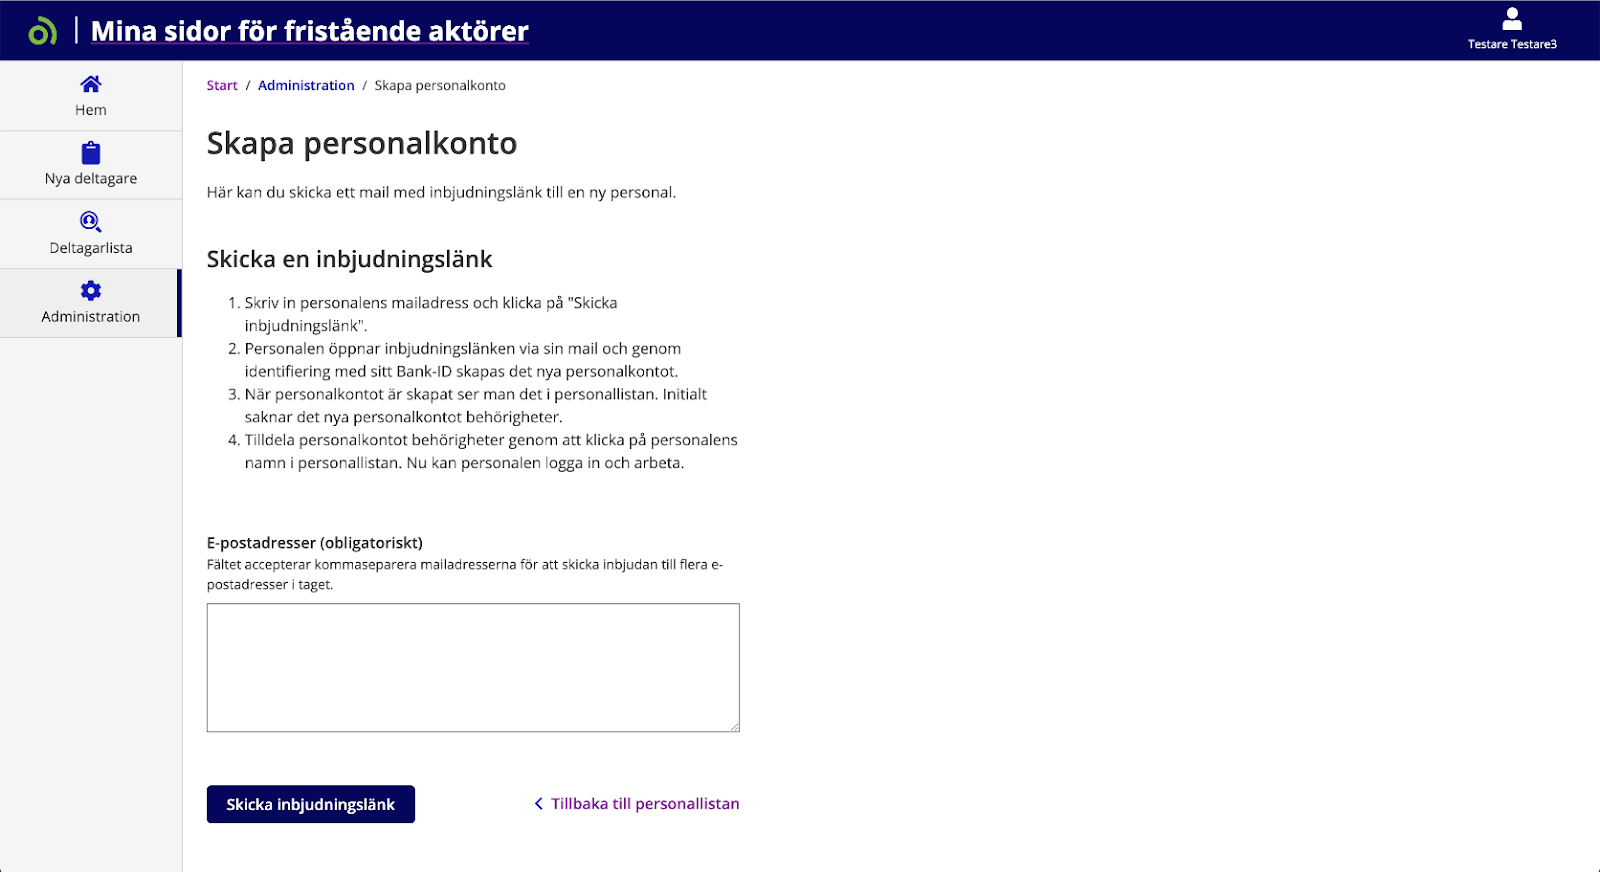 Mina sidor för fristående aktörer
Testare Testare3
Hem
Nya deltagare
Deltagarlista
Administration
Start / Administration / Skapa personalkonto
Skapa personalkonto
Här kan du skicka ett mail med inbjudningslänk till en ny personal.
Skicka en inbjudningslänk
1. Skriv in personalens mailadress och klicka på "Skicka
inbjudningslänk".
2. Personalen öppnar inbjudningslänken via sin mail och genom
identifiering med sitt Bank-ID skapas det nya personalkontot.
3. När personalkontot är skapat ser man det i personallistan. Initialt
saknar det nya personalkontot behörigheter.
4. Tilldela personalkontot behörigheter genom att klicka på personalens
namn i personallistan. Nu kan personalen logga in och arbeta.
E-postadresser (obligatoriskt)
Fältet accepterar kommaseparera mailadresserna för att skicka inbjudan till flera e-
postadresser i taget.
Skicka inbjudningslänk
Tillbaka till personallistan